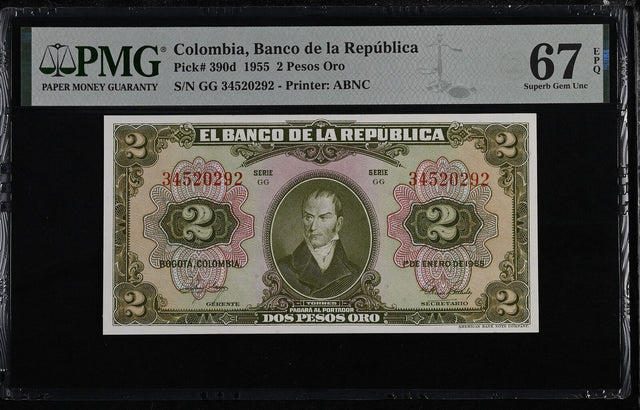 PMG®
PAPER MONEY GUARANTY
Colombia, Banco de la República
Pick# 390d 1955 2 Pesos Oro
S/N GG 34520292 - Printer: ABNC
67 EPQ
Superb Gem Unc
2 EL BANCO DE LA REPÚBLICA 2
34520292 SERIE GG SERIE GG 34520292
2 2
BOGOTA, COLOMBIA, 1º DE ENERO DE 1955
GERENTE TORRES SECRETARIO
2 PAGARÁ AL PORTADOR 2
DOS PESOS ORO
AMERICAN BANK NOTE COMPANY.